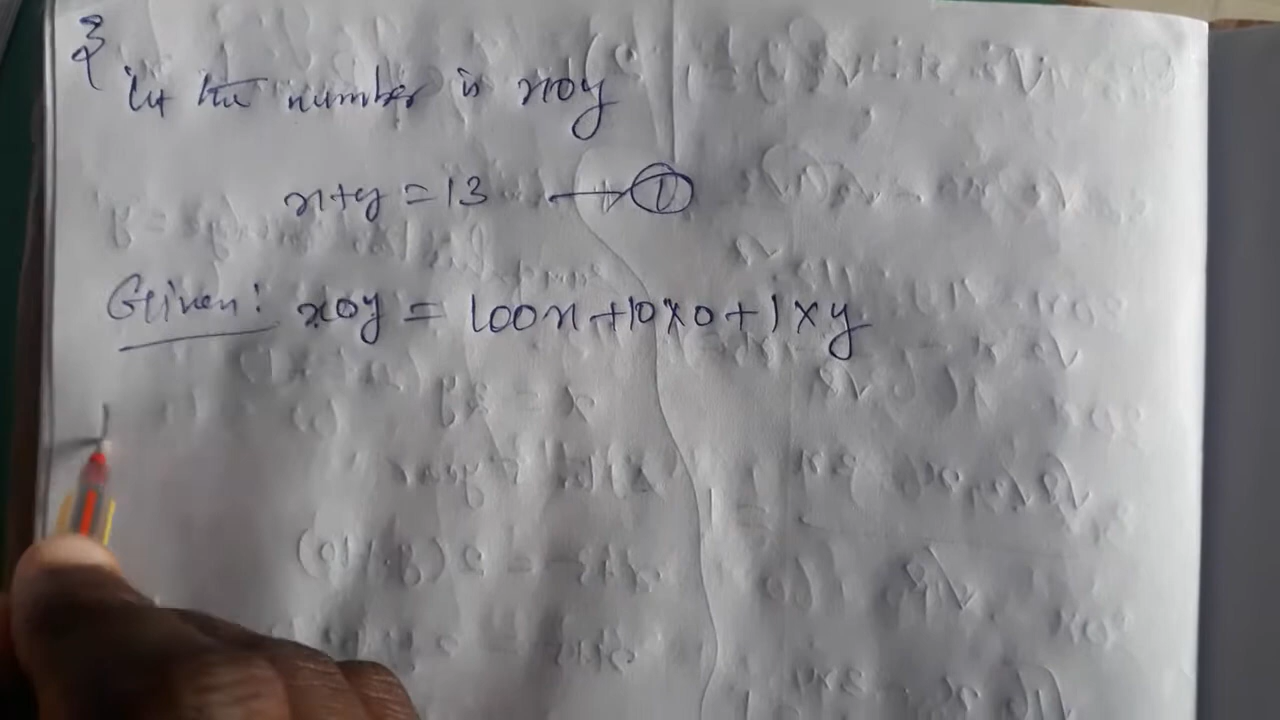 let the number is x0y
x+y = 13 → ①
Given: x0y = 100x + 10×0 + 1×y